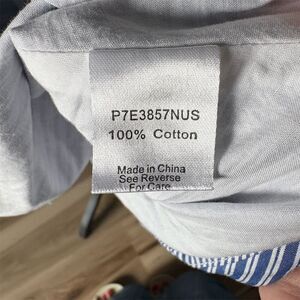 P7E3857NUS
100% Cotton
Made in China
See Reverse
For Care